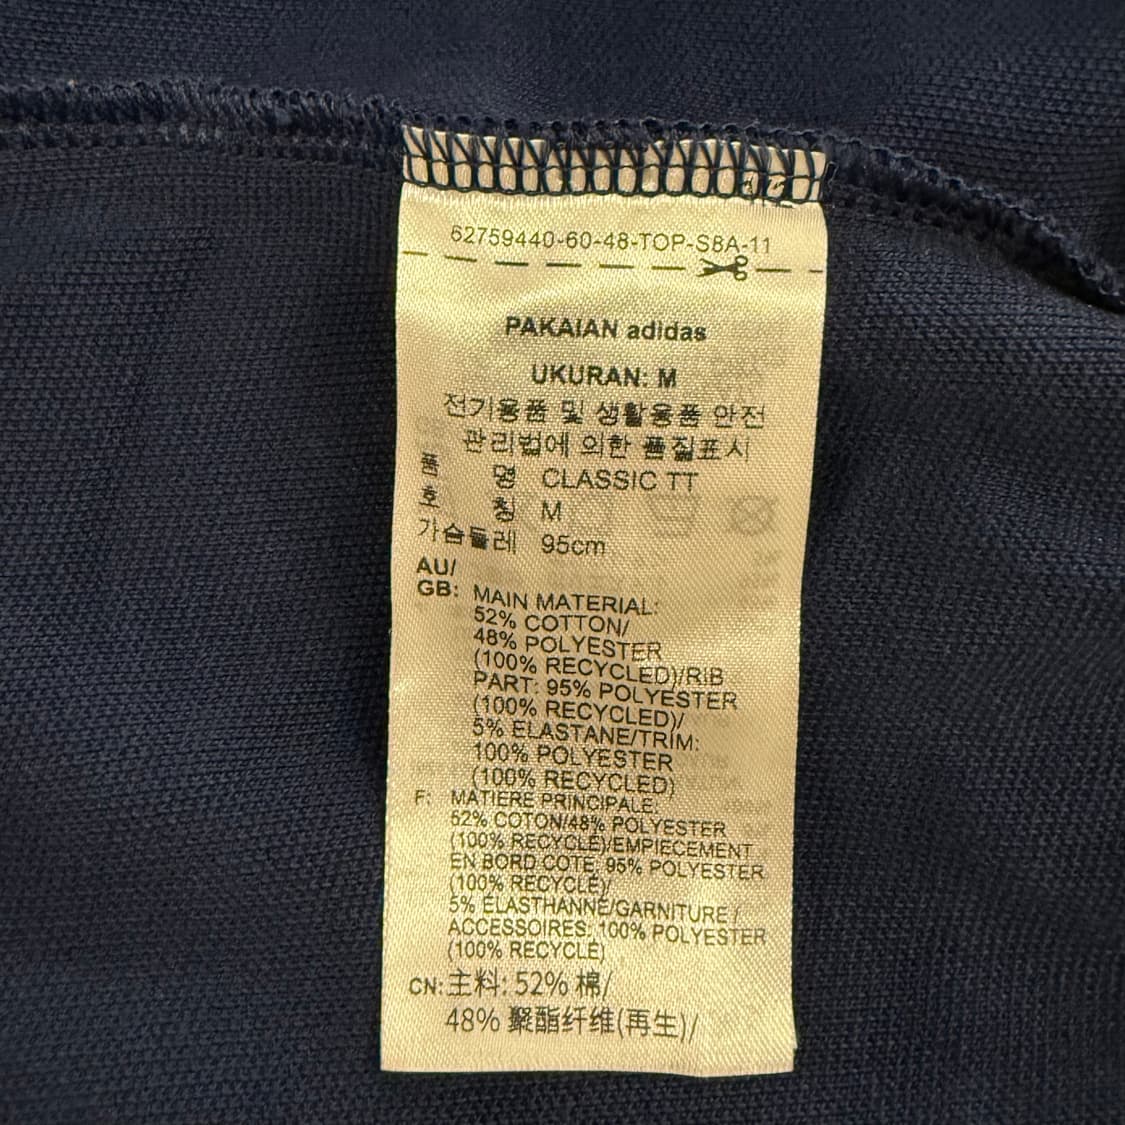 62759440-60-48-TOP-S8A-11
PAKAIAN adidas
UKURAN: M
전기용품 및 생활용품 안전
관리법에 의한 품질표시
품 명 CLASSIC TT
호 칭 M
가슴둘레 95cm
AU/
GB: MAIN MATERIAL:
52% COTTON/
48% POLYESTER
(100% RECYCLED)/RIB
PART: 95% POLYESTER
(100% RECYCLED)/
5% ELASTANE/TRIM:
100% POLYESTER
(100% RECYCLED)
F: MATIERE PRINCIPALE:
52% COTON/48% POLYESTER
(100% RECYCLÉ)/EMPIECEMENT
EN BORD COTE: 95% POLYESTER
(100% RECYCLÉ)/
5% ÉLASTHANNE/GARNITURE /
ACCESSOIRES: 100% POLYESTER
(100% RECYCLÉ)
CN: 主料: 52% 棉/
48% 聚酯纤维(再生)/